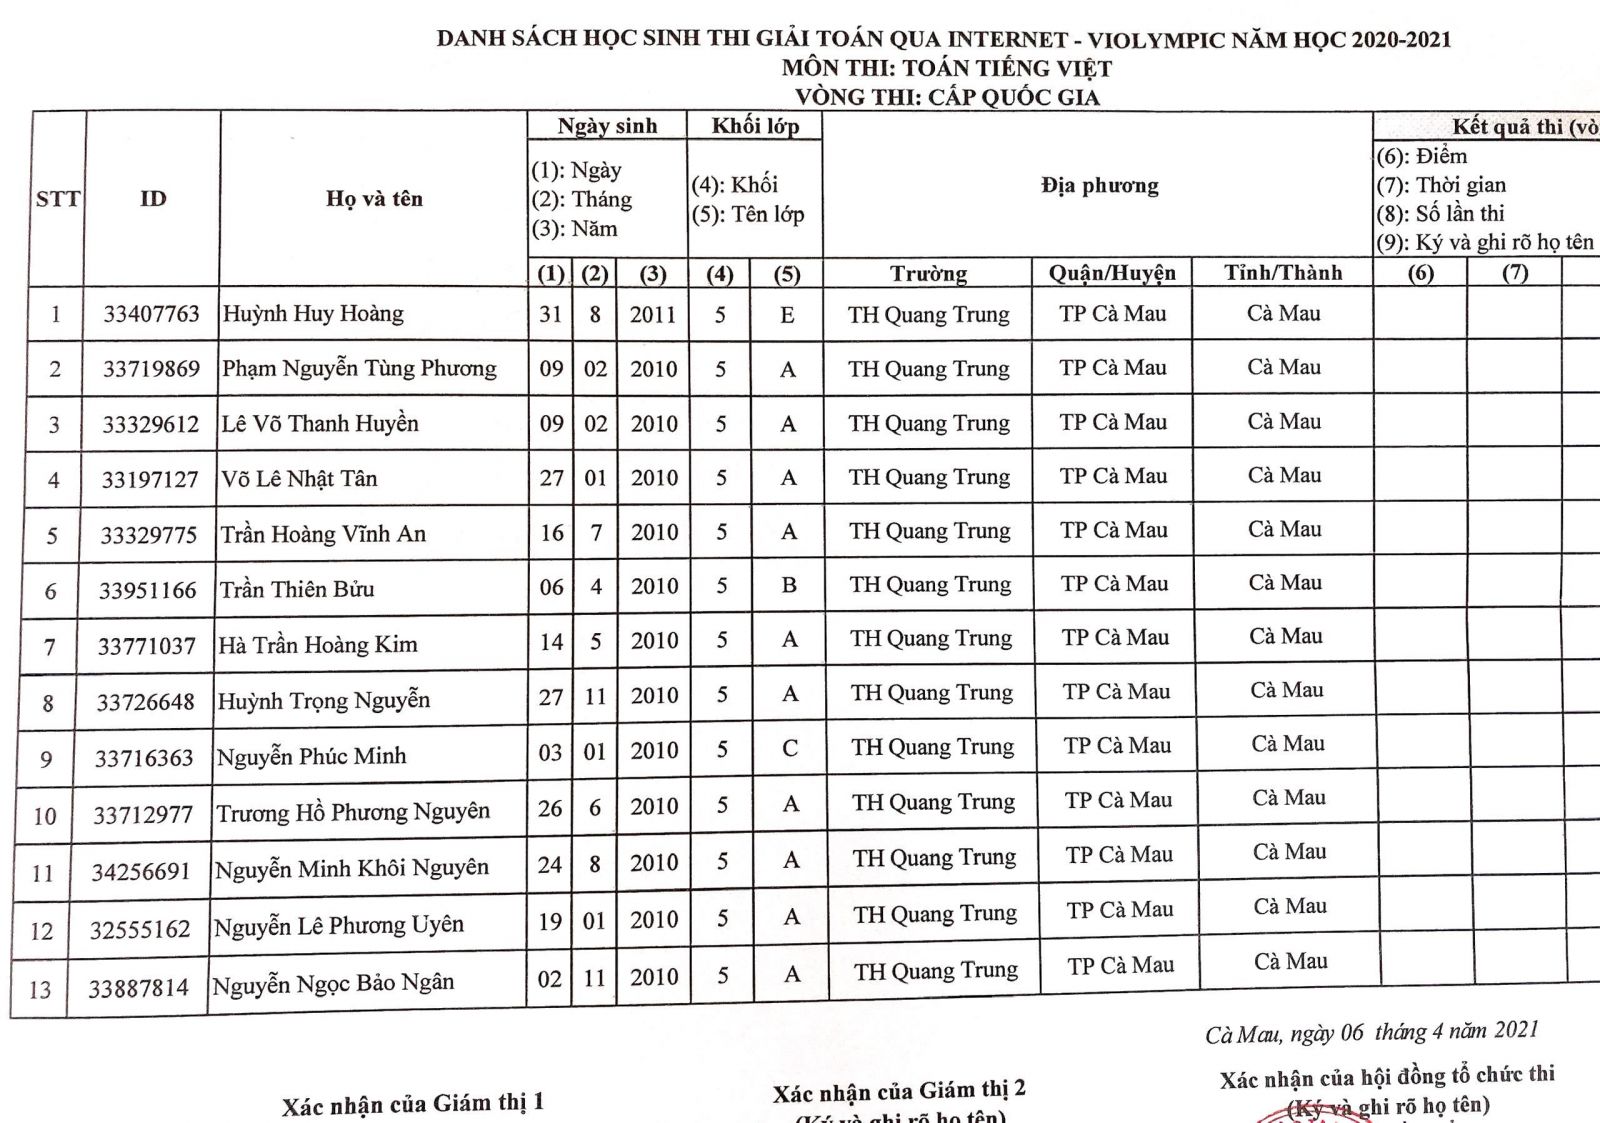 DANH SÁCH HỌC SINH THI GIẢI TOÁN QUA INTERNET - VIOLYMPIC NĂM HỌC 2020-2021
MÔN THI: TOÁN TIẾNG VIỆT
VÒNG THI: CẤP QUỐC GIA
STT ID Họ và tên Ngày sinh Khối lớp Địa phương Kết quả thi (vò
(1): Ngày
(2): Tháng
(3): Năm
(4): Khối
(5): Tên lớp
(6): Điểm
(7): Thời gian
(8): Số lần thi
(9): Ký và ghi rõ họ tên
(1) (2) (3) (4) (5) Trường Quận/Huyện Tỉnh/Thành (6) (7)
1 33407763 Huỳnh Huy Hoàng 31 8 2011 5 E TH Quang Trung TP Cà Mau Cà Mau
2 33719869 Phạm Nguyễn Tùng Phương 09 02 2010 5 A TH Quang Trung TP Cà Mau Cà Mau
3 33329612 Lê Võ Thanh Huyền 09 02 2010 5 A TH Quang Trung TP Cà Mau Cà Mau
4 33197127 Võ Lê Nhật Tân 27 01 2010 5 A TH Quang Trung TP Cà Mau Cà Mau
5 33329775 Trần Hoàng Vĩnh An 16 7 2010 5 A TH Quang Trung TP Cà Mau Cà Mau
6 33951166 Trần Thiên Bửu 06 4 2010 5 B TH Quang Trung TP Cà Mau Cà Mau
7 33771037 Hà Trần Hoàng Kim 14 5 2010 5 A TH Quang Trung TP Cà Mau Cà Mau
8 33726648 Huỳnh Trọng Nguyễn 27 11 2010 5 A TH Quang Trung TP Cà Mau Cà Mau
9 33716363 Nguyễn Phúc Minh 03 01 2010 5 C TH Quang Trung TP Cà Mau Cà Mau
10 33712977 Trương Hồ Phương Nguyên 26 6 2010 5 A TH Quang Trung TP Cà Mau Cà Mau
11 34256691 Nguyễn Minh Khôi Nguyên 24 8 2010 5 A TH Quang Trung TP Cà Mau Cà Mau
12 32555162 Nguyễn Lê Phương Uyên 19 01 2010 5 A TH Quang Trung TP Cà Mau Cà Mau
13 33887814 Nguyễn Ngọc Bảo Ngân 02 11 2010 5 A TH Quang Trung TP Cà Mau Cà Mau
Cà Mau, ngày 06 tháng 4 năm 2021
Xác nhận của Giám thị 1 Xác nhận của Giám thị 2 Xác nhận của hội đồng tổ chức thi
(Ký và ghi rõ họ tên) (Ký và ghi rõ họ tên)